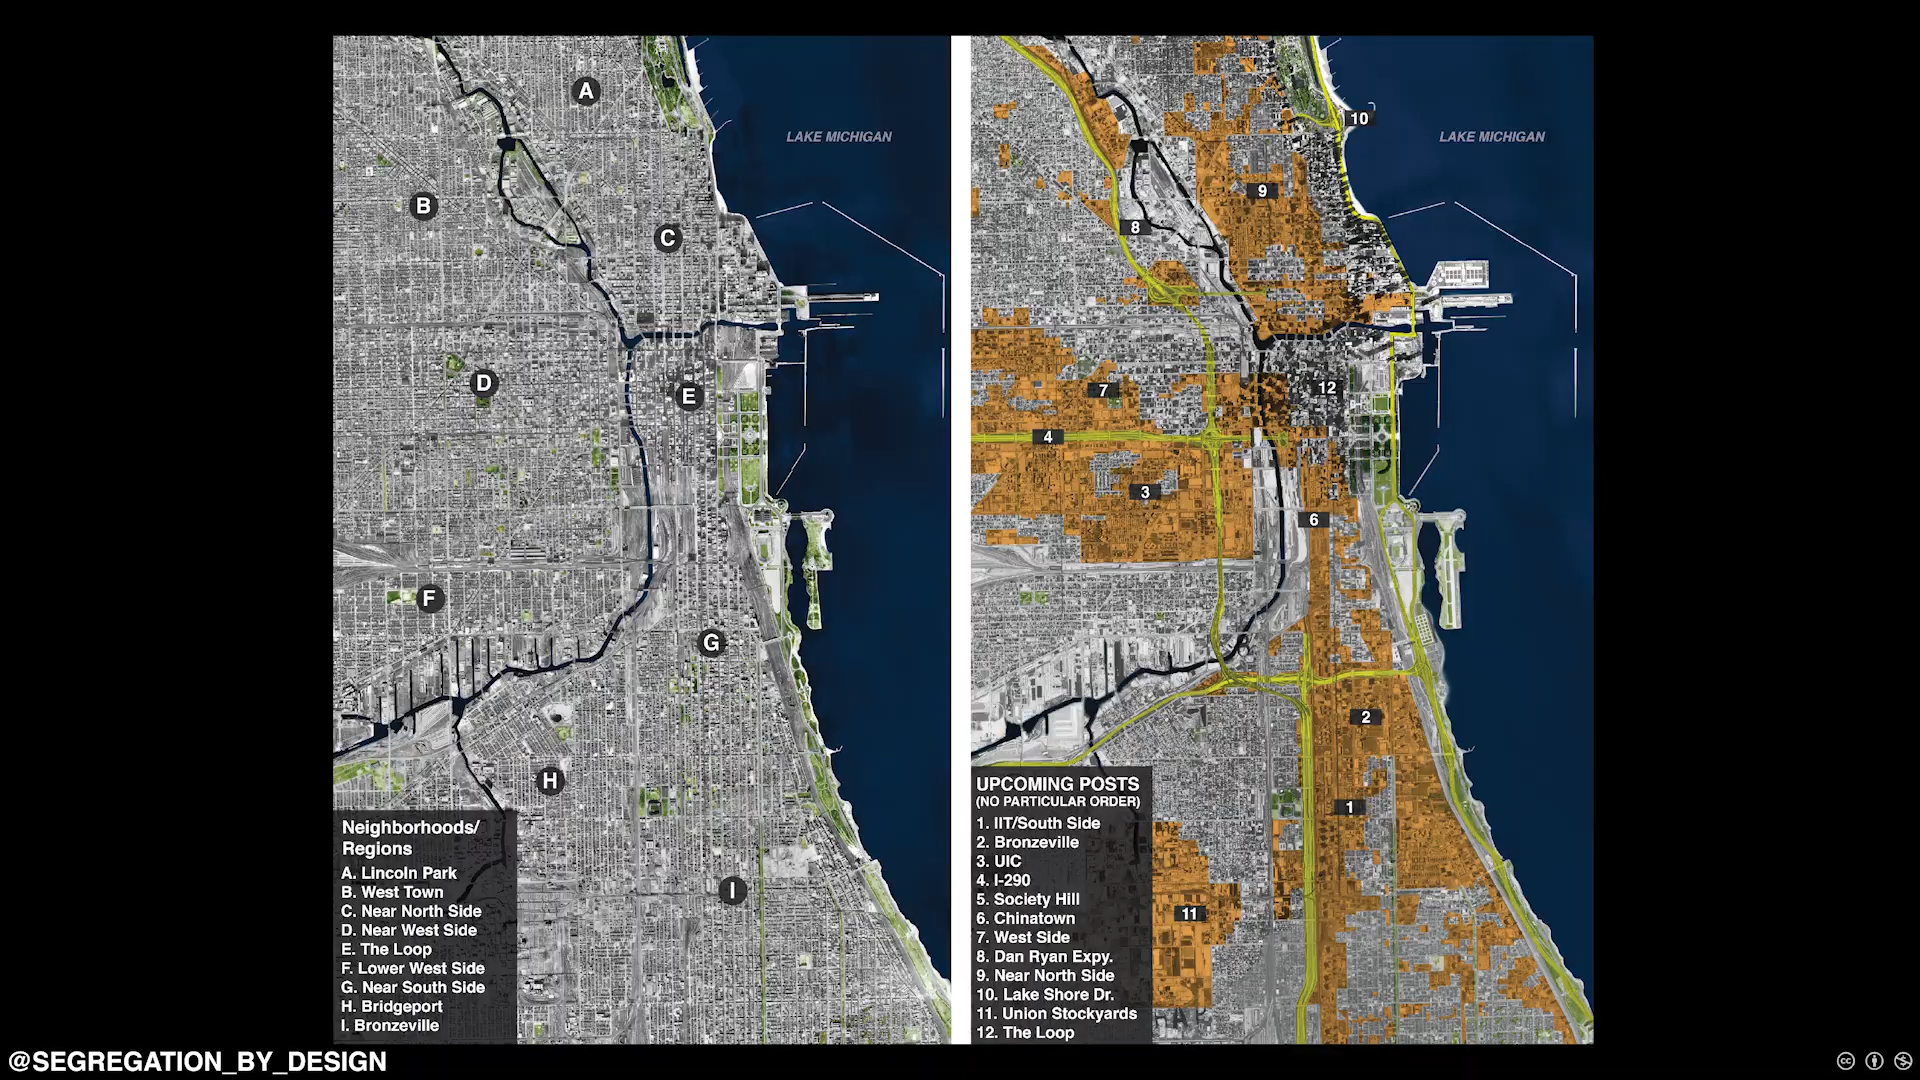 A
LAKE MICHIGAN
B
C
D
E
F
G
H
I
Neighborhoods/
Regions
A. Lincoln Park
B. West Town
C. Near North Side
D. Near West Side
E. The Loop
F. Lower West Side
G. Near South Side
H. Bridgeport
I. Bronzeville
10
LAKE MICHIGAN
9
8
12
7
4
3
6
2
1
11
UPCOMING POSTS
(NO PARTICULAR ORDER)
1. IIT/South Side
2. Bronzeville
3. UIC
4. I-290
5. Society Hill
6. Chinatown
7. West Side
8. Dan Ryan Expy.
9. Near North Side
10. Lake Shore Dr.
11. Union Stockyards
12. The Loop
@SEGREGATION_BY_DESIGN
cc